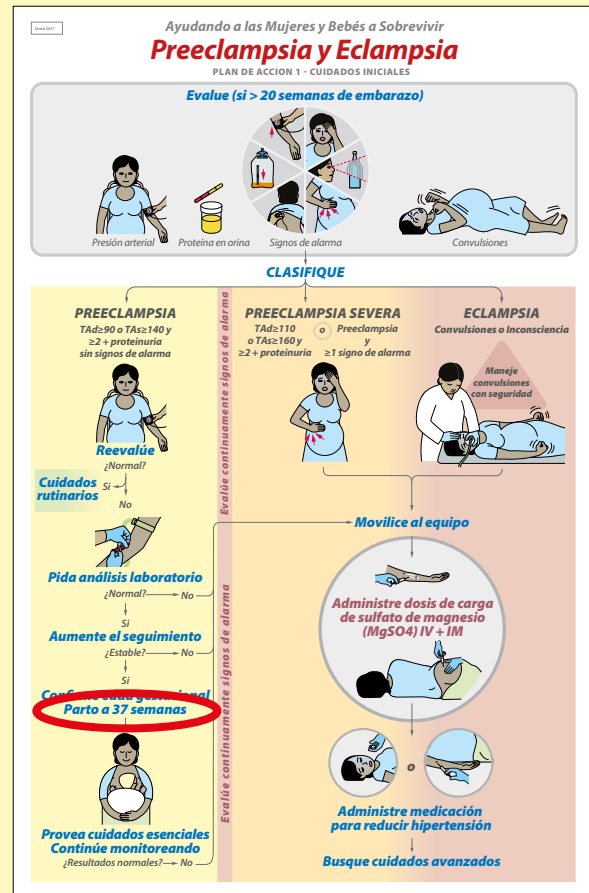 Enero 2017
Ayudando a las Mujeres y Bebés a Sobrevivir
Preeclampsia y Eclampsia
PLAN DE ACCION 1 - CUIDADOS INICIALES
Evalue (si > 20 semanas de embarazo)
Presión arterial
Proteína en orina
Signos de alarma
Convulsiones
CLASIFIQUE
PREECLAMPSIA
TAd≥90 o TAs≥140 y
≥2 + proteinuria
sin signos de alarma
Reevalúe
¿Normal?
Si
No
Cuidados
rutinarios
Pida análisis laboratorio
¿Normal?
No
Si
Aumente el seguimiento
¿Estable?
No
Si
gestacional
Parto a 37 semanas
Provea cuidados esenciales
Continúe monitoreando
¿Resultados normales?
No
Evalúe continuamente signos de alarma
Evalúe continuamente signos de alarma
PREECLAMPSIA SEVERA
TAd≥110
o TAs≥160 y
≥2 + proteinuria
o
Preeclampsia
y
≥1 signo de alarma
ECLAMPSIA
Convulsiones o Inconsciencia
Maneje
convulsiones
con seguridad
Movilice al equipo
Administre dosis de carga
de sulfato de magnesio
(MgSO4) IV + IM
o
Administre medicación
para reducir hipertensión
Busque cuidados avanzados